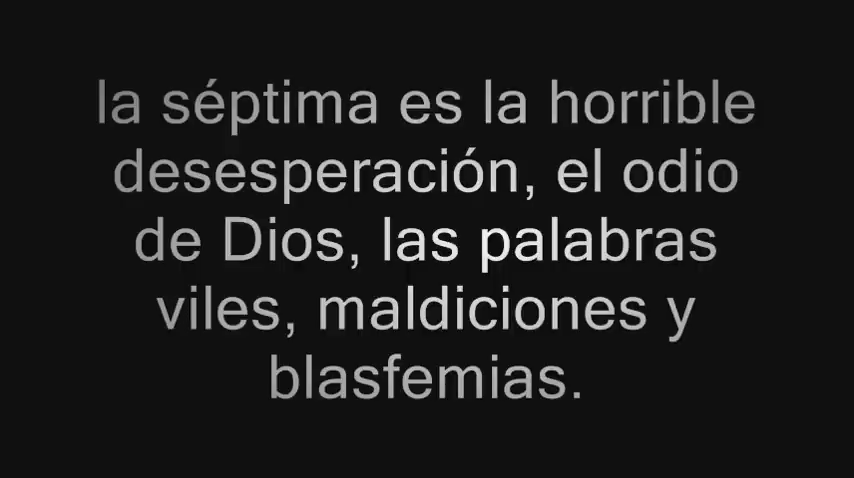 la séptima es la horrible
desesperación, el odio
de Dios, las palabras
viles, maldiciones y
blasfemias.